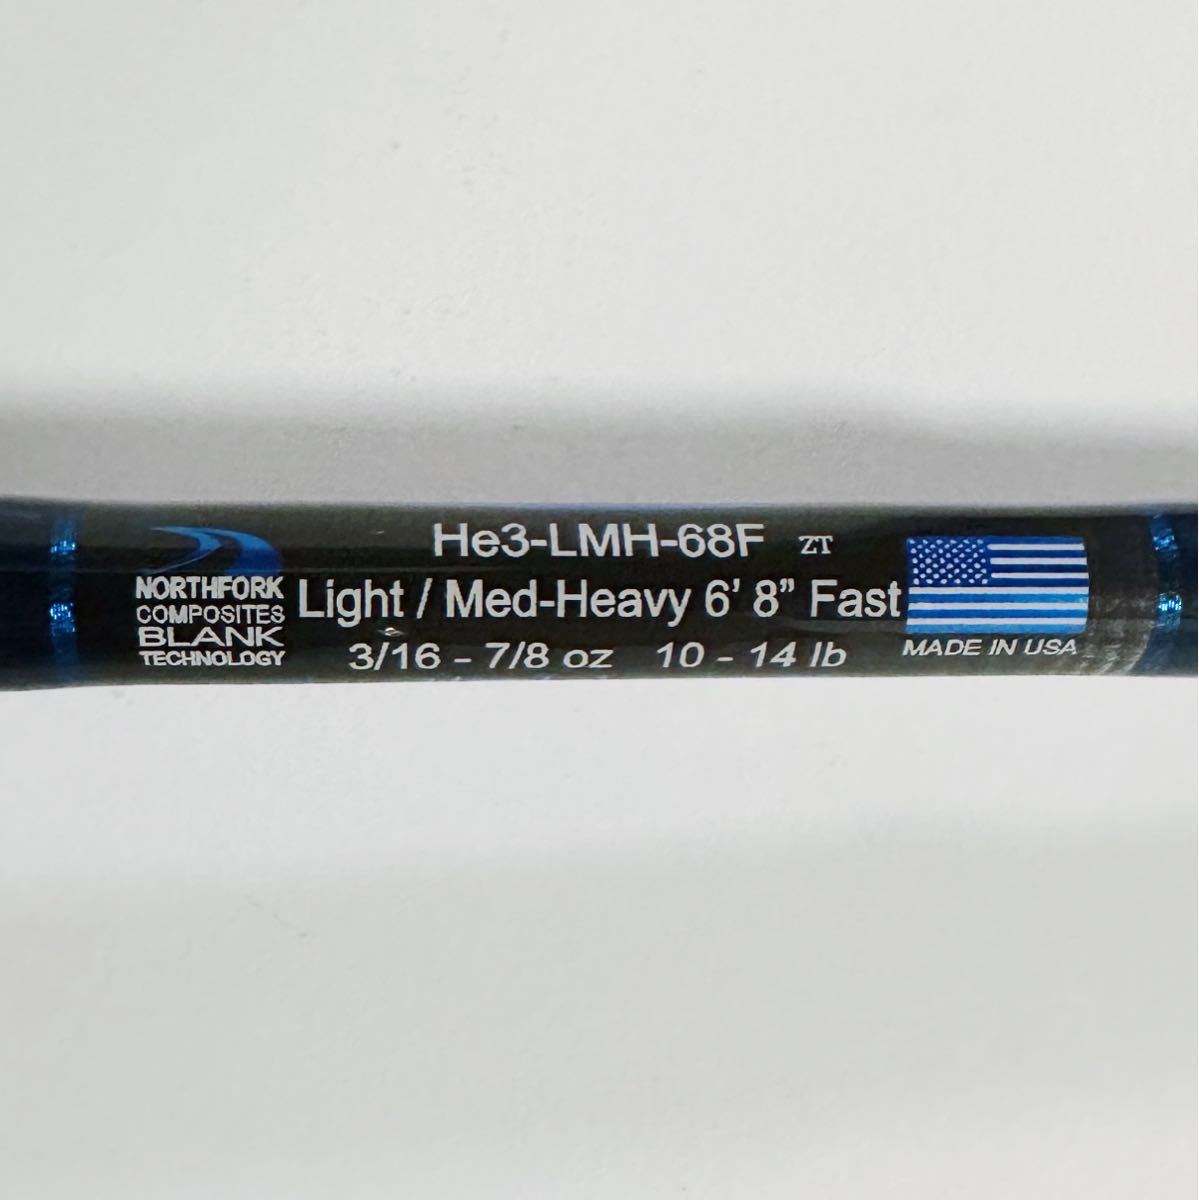 NORTHFORK
COMPOSITES
BLANK
TECHNOLOGY
He3-LMH-68F ZT
Light / Med-Heavy 6’ 8” Fast
3/16 – 7/8 oz 10 – 14 lb
MADE IN USA